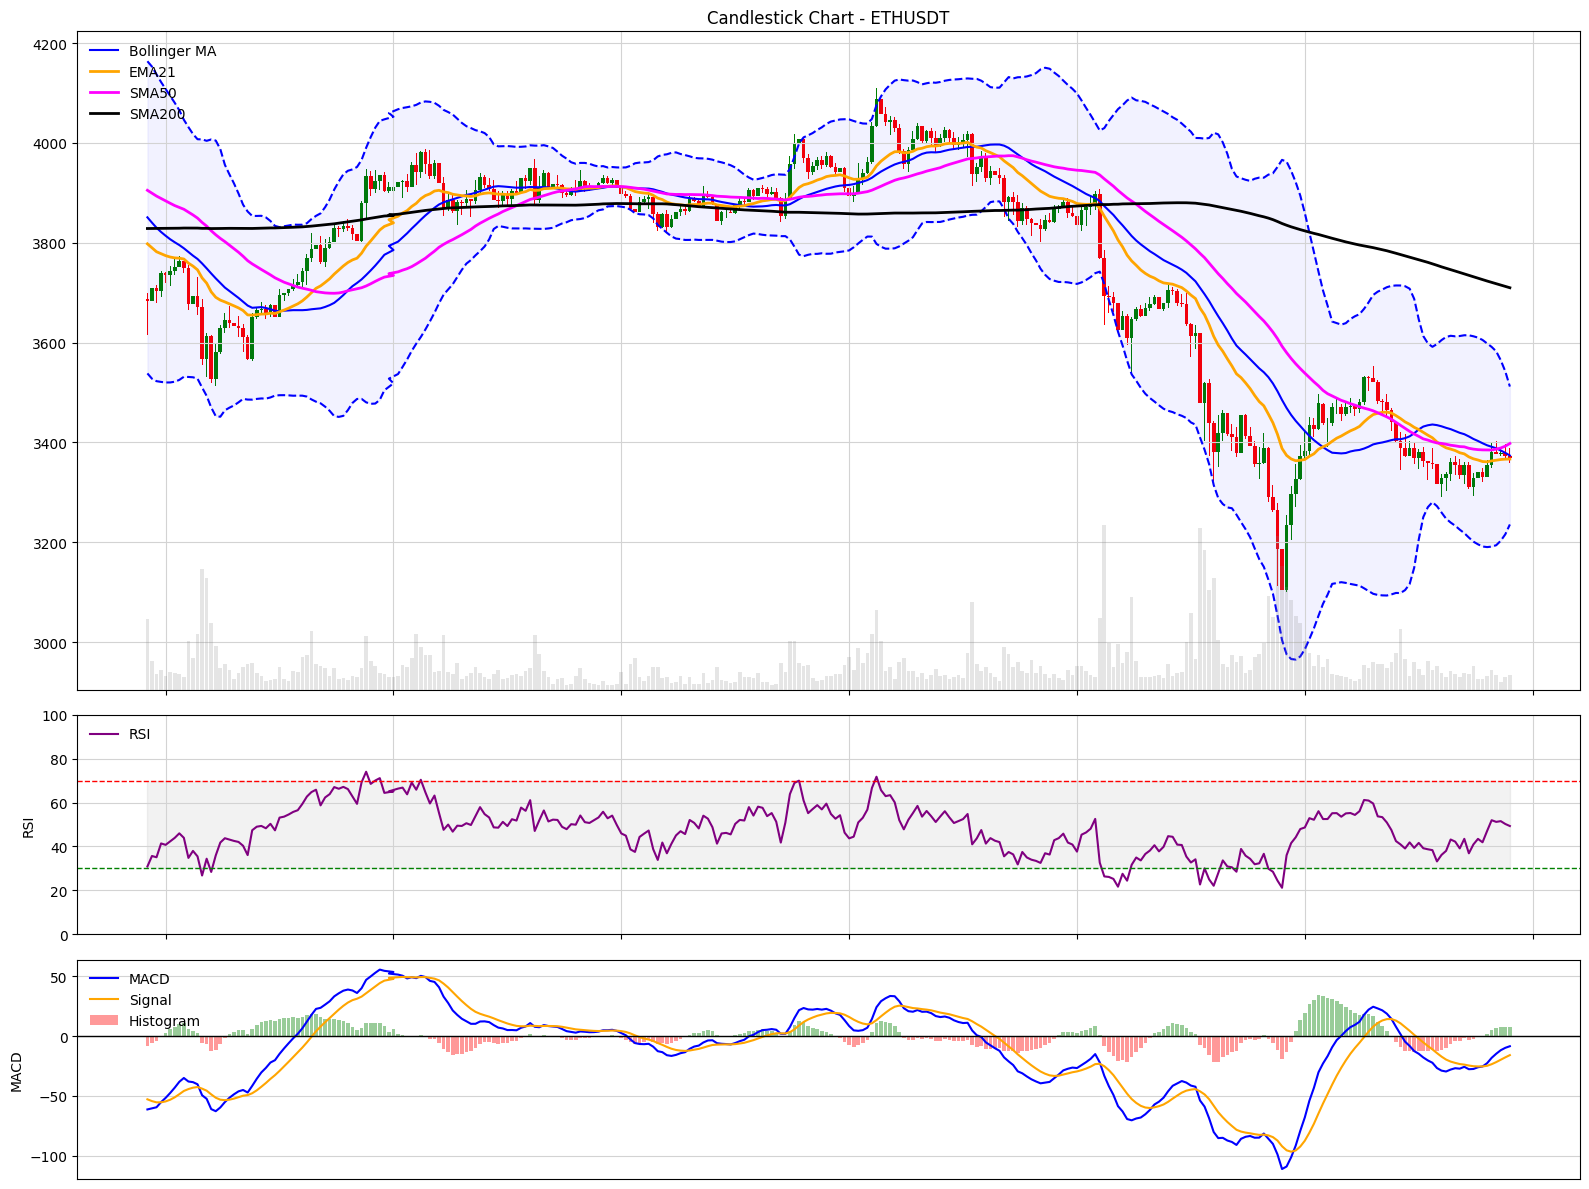 Candlestick Chart - ETHUSDT
4200
4000
3800
3600
3400
3200
3000
Bollinger MA
EMA21
SMA50
SMA200
100
80
60
40
20
0
RSI
RSI
50
0
−50
−100
MACD
MACD
Signal
Histogram